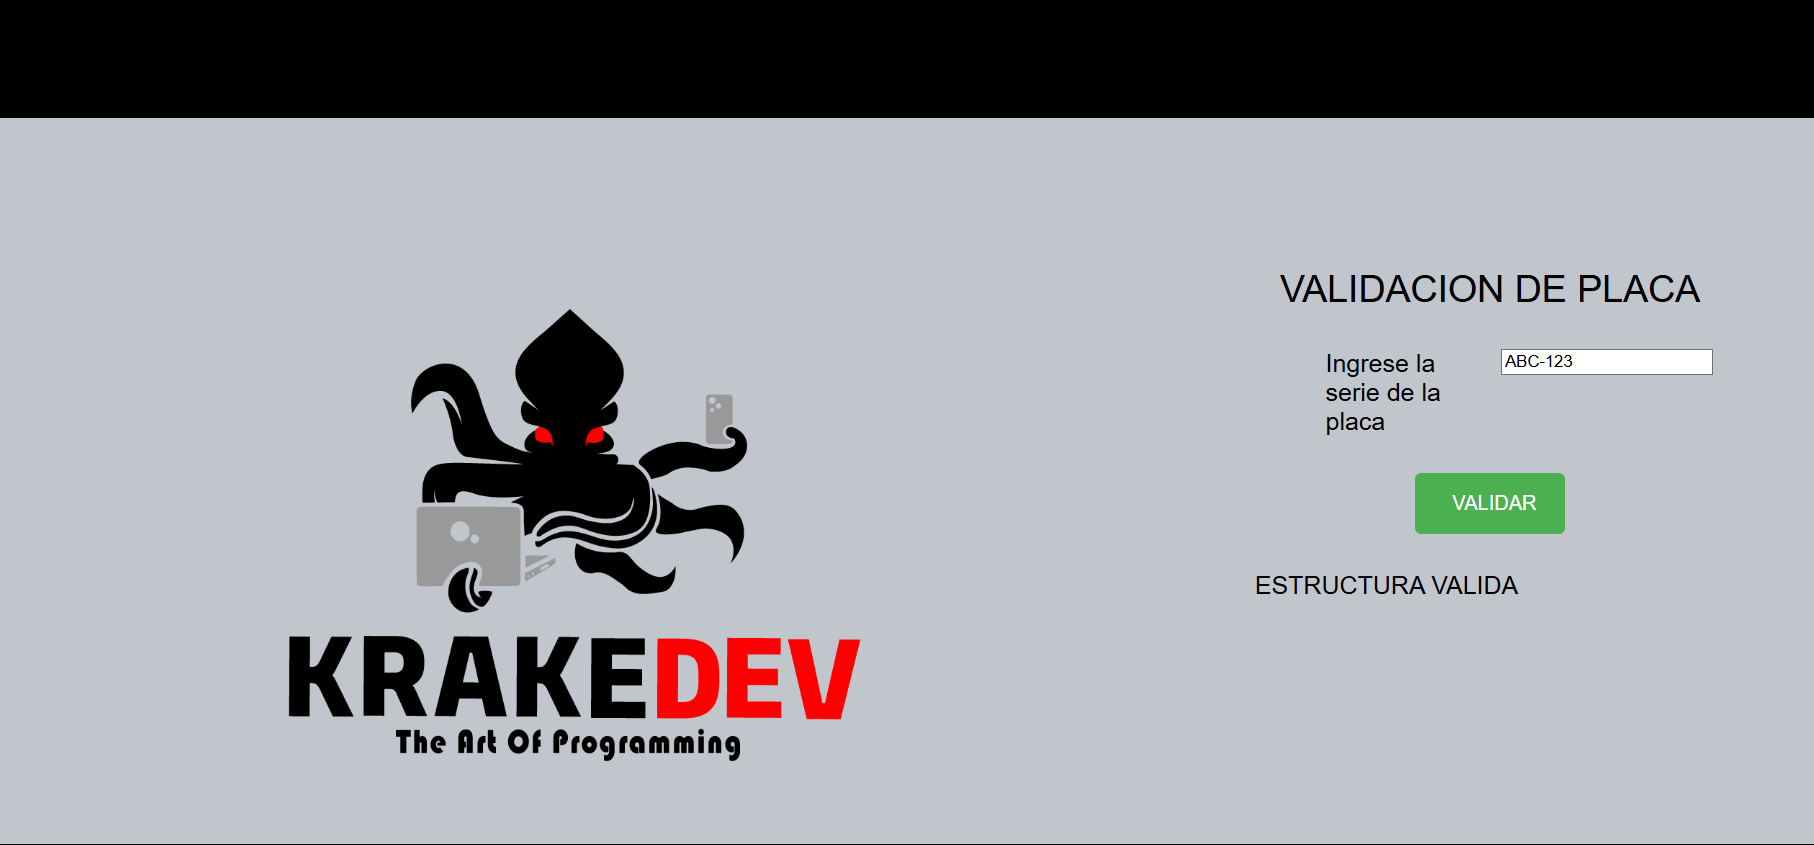 VALIDACION DE PLACA
Ingrese la
serie de la
placa
ABC-123
VALIDAR
ESTRUCTURA VALIDA
KRAKEDEV
The Art Of Programming